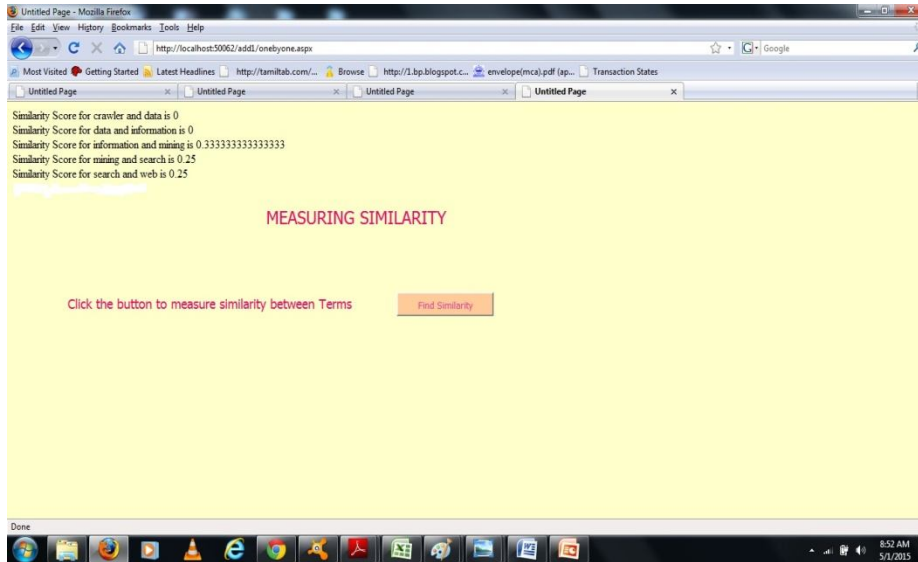 Untitled Page - Mozilla Firefox
File Edit View History Bookmarks Tools Help
http://localhost:50062/add1/onebyone.aspx
Google
Most Visited Getting Started Latest Headlines http://tamiltab.com/... Browse http://1.bp.blogspot.c... envelope(mca).pdf (ap... Transaction States
Untitled Page Untitled Page Untitled Page Untitled Page
Similarity Score for crawler and data is 0
Similarity Score for data and information is 0
Similarity Score for information and mining is 0.333333333333333
Similarity Score for mining and search is 0.25
Similarity Score for search and web is 0.25
MEASURING SIMILARITY
Click the button to measure similarity between Terms
Find Similarity
Done
8:52 AM
5/1/2015